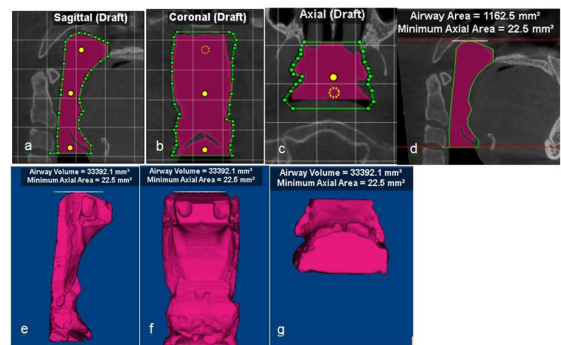 Sagittal (Draft)
Coronal (Draft)
Axial (Draft)
Airway Area = 1162.5 mm²
Minimum Axial Area = 22.5 mm²
a
b
c
d
Airway Volume = 33392.1 mm³
Minimum Axial Area = 22.5 mm²
Airway Volume = 33392.1 mm³
Minimum Axial Area = 22.5 mm²
Airway Volume = 33392.1 mm³
Minimum Axial Area = 22.5 mm²
e
f
g